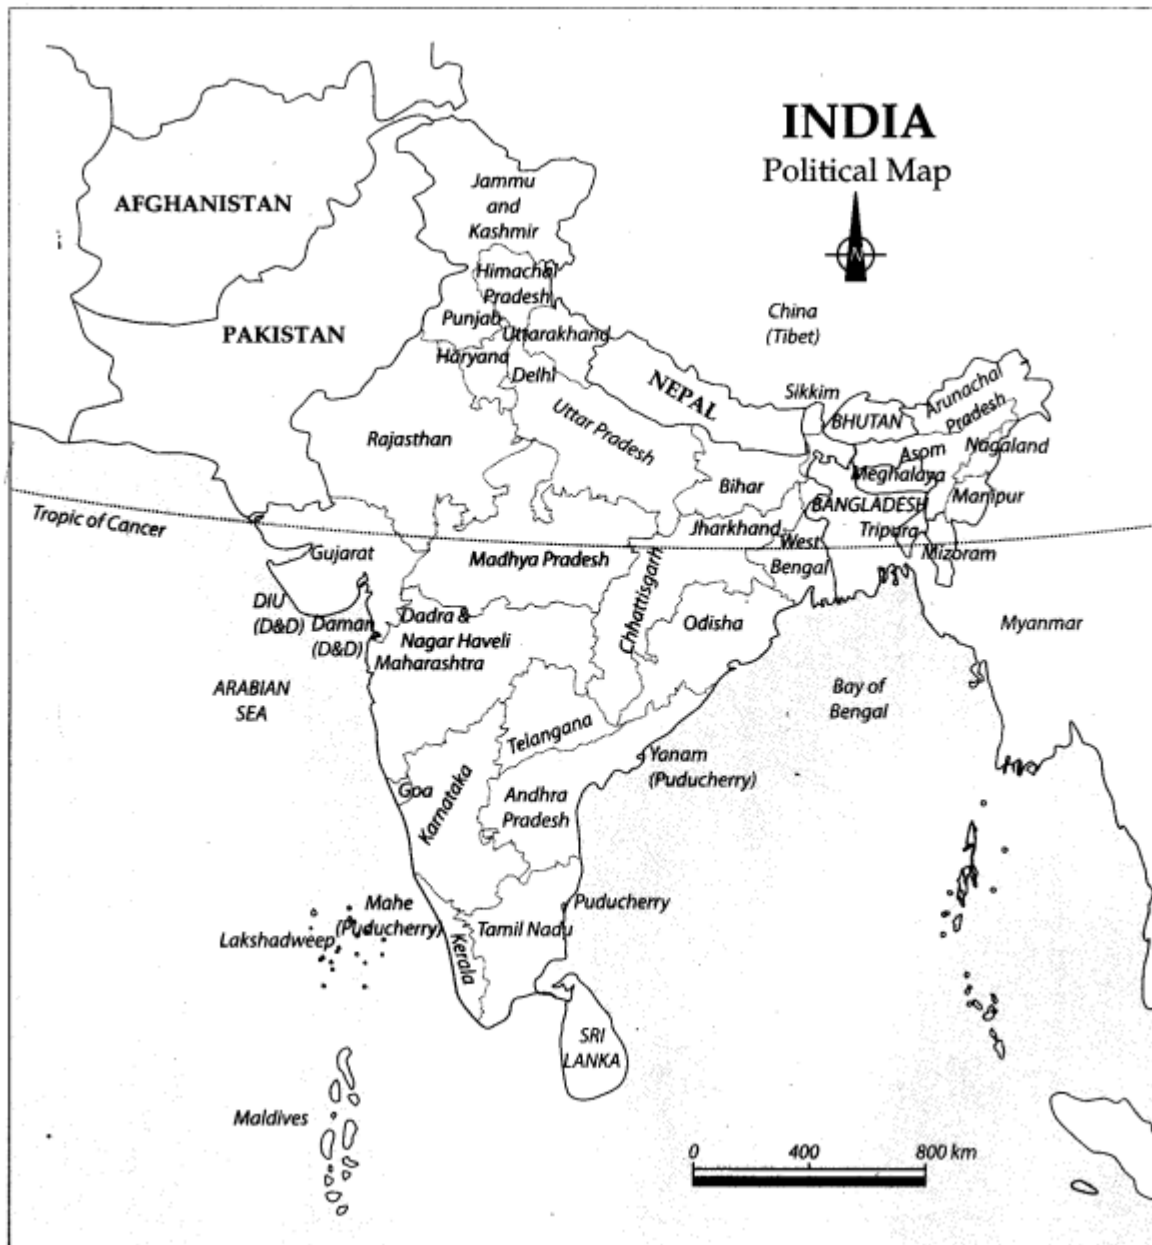 INDIA
Political Map
N
AFGHANISTAN
Jammu
and
Kashmir
Himachal
Pradesh
PAKISTAN
Punjab
Uttarakhand
China
(Tibet)
Haryana
Delhi
NEPAL
Sikkim
BHUTAN
Arunachal
Pradesh
Rajasthan
Uttar Pradesh
Asom
Nagaland
Meghalaya
Bihar
BANGLADESH
Manipur
Tropic of Cancer
Jharkhand
Tripura
Gujarat
Madhya Pradesh
West
Bengal
Mizoram
Chhattisgarh
DIU
(D&D)
Daman
(D&D)
Dadra &
Nagar Haveli
Maharashtra
Odisha
Myanmar
ARABIAN
SEA
Bay of
Bengal
Telangana
Yanam
(Puducherry)
Goa
Karnataka
Andhra
Pradesh
Mahe
(Puducherry)
Puducherry
Lakshadweep
Kerala
Tamil Nadu
SRI
LANKA
Maldives
0 400 800 km